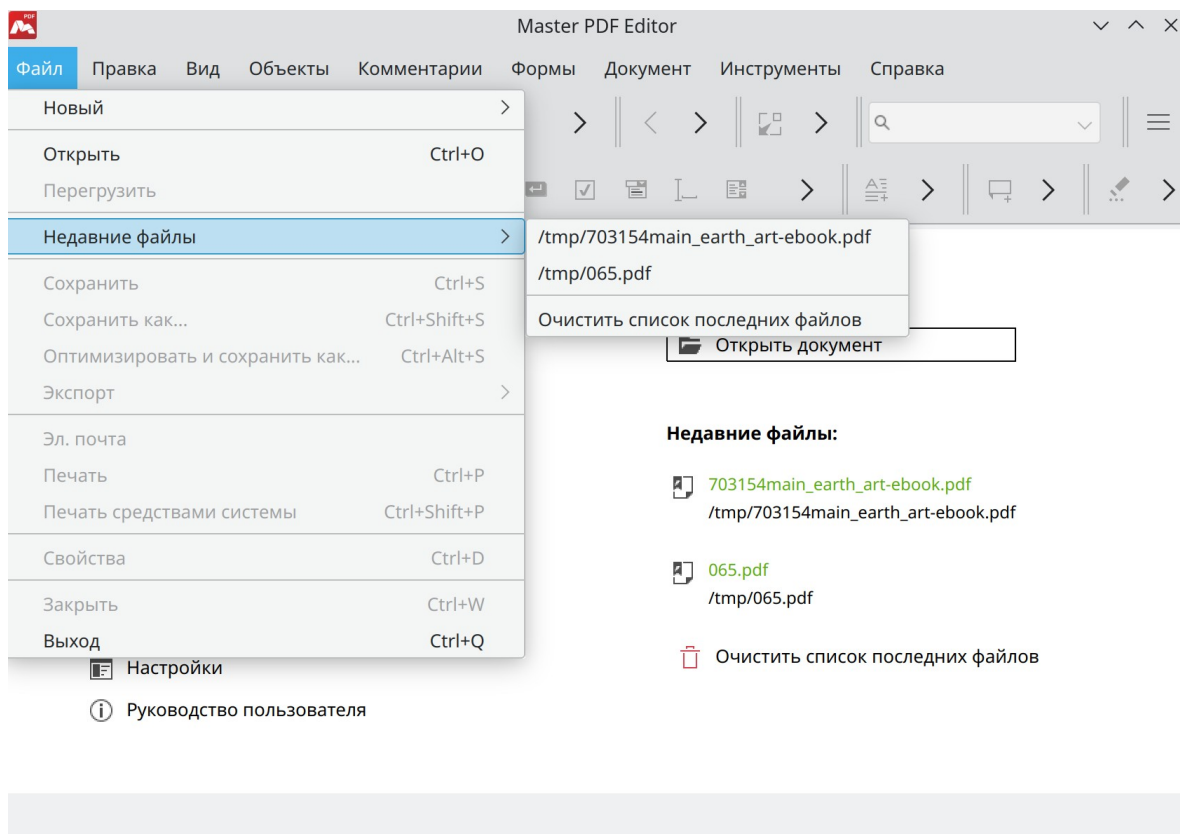 PDF
Master PDF Editor
Файл Правка Вид Объекты Комментарии Формы Документ Инструменты Справка
Новый
Открыть Ctrl+O
Перегрузить
Недавние файлы
/tmp/703154main_earth_art-ebook.pdf
/tmp/065.pdf
Очистить список последних файлов
Сохранить Ctrl+S
Сохранить как... Ctrl+Shift+S
Оптимизировать и сохранить как... Ctrl+Alt+S
Экспорт
Эл. почта
Печать Ctrl+P
Печать средствами системы Ctrl+Shift+P
Свойства Ctrl+D
Закрыть Ctrl+W
Выход Ctrl+Q
Настройки
Руководство пользователя
Открыть документ
Недавние файлы:
703154main_earth_art-ebook.pdf
/tmp/703154main_earth_art-ebook.pdf
065.pdf
/tmp/065.pdf
Очистить список последних файлов